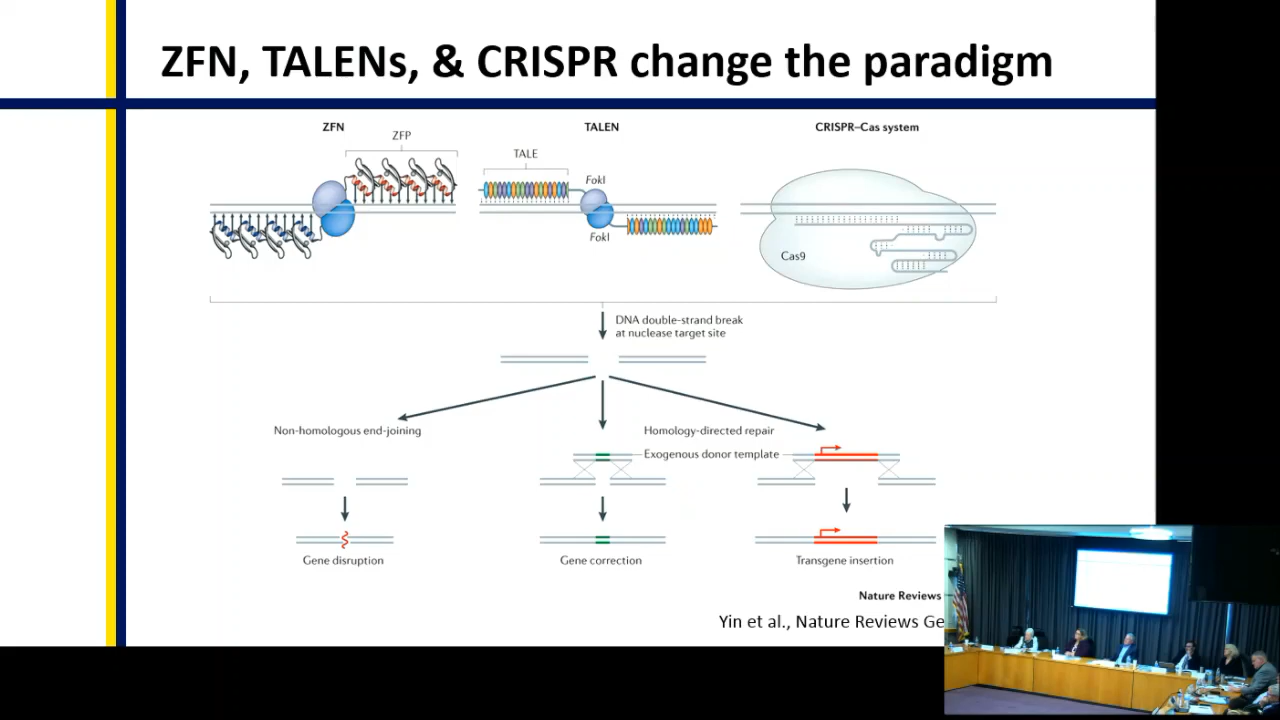 ZFN, TALENs, & CRISPR change the paradigm
ZFN
TALEN
CRISPR–Cas system
ZFP
TALE
FokI
FokI
Cas9
DNA double-strand break
at nuclease target site
Non-homologous end-joining
Homology-directed repair
Exogenous donor template
Gene disruption
Gene correction
Transgene insertion
Nature Reviews
Yin et al., Nature Reviews Ge